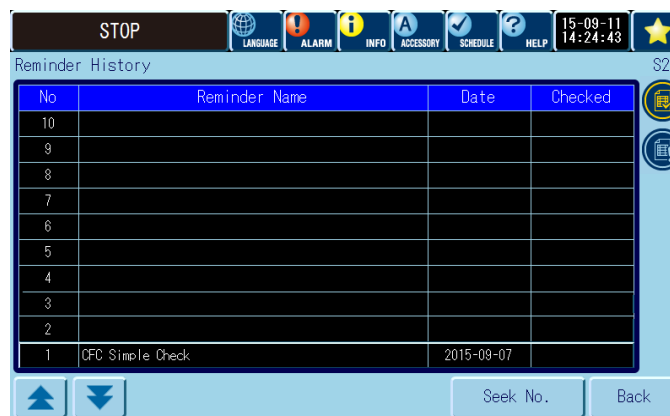 STOP
LANGUAGE ALARM INFO ACCESSORY SCHEDULE HELP 15-09-11
14:24:43
Reminder History S2
No Reminder Name Date Checked
10
9
8
7
6
5
4
3
2
1 CFC Simple Check 2015-09-07
Seek No. Back